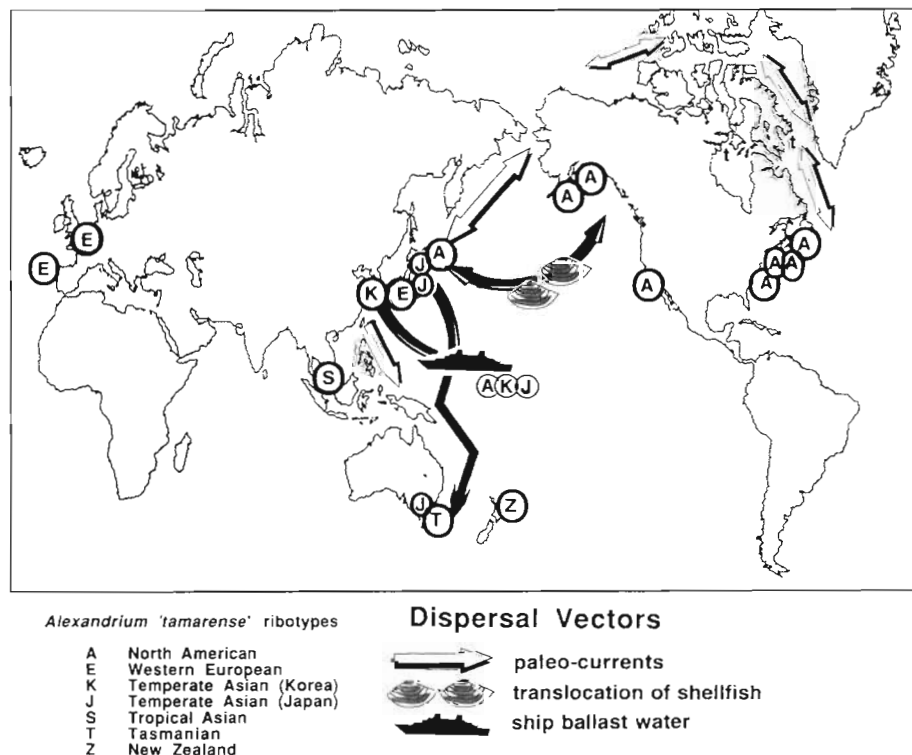 A
A
E
E
A
J
J
K
E
A
A
A
A
A
S
A K J
J
T
Z
Alexandrium 'tamarense' ribotypes
A North American
E Western European
K Temperate Asian (Korea)
J Temperate Asian (Japan)
S Tropical Asian
T Tasmanian
Z New Zealand
Dispersal Vectors
paleo-currents
translocation of shellfish
ship ballast water